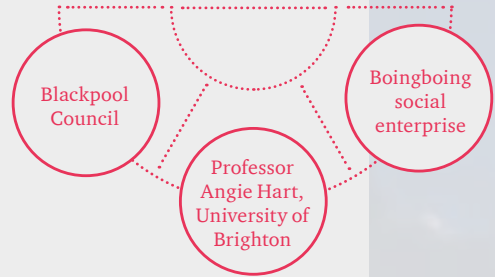 Blackpool
Council
Boingboing
social
enterprise
Professor
Angie Hart,
University of
Brighton